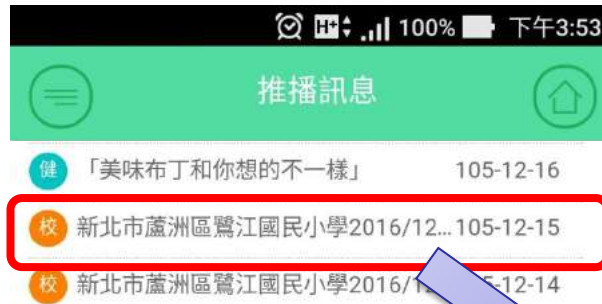 H+ 100% 下午3:53
推播訊息
健 「美味布丁和你想的不一樣」 105-12-16
校 新北市蘆洲區鷺江國民小學2016/12...105-12-15
校 新北市蘆洲區鷺江國民小學2016/ -12-14